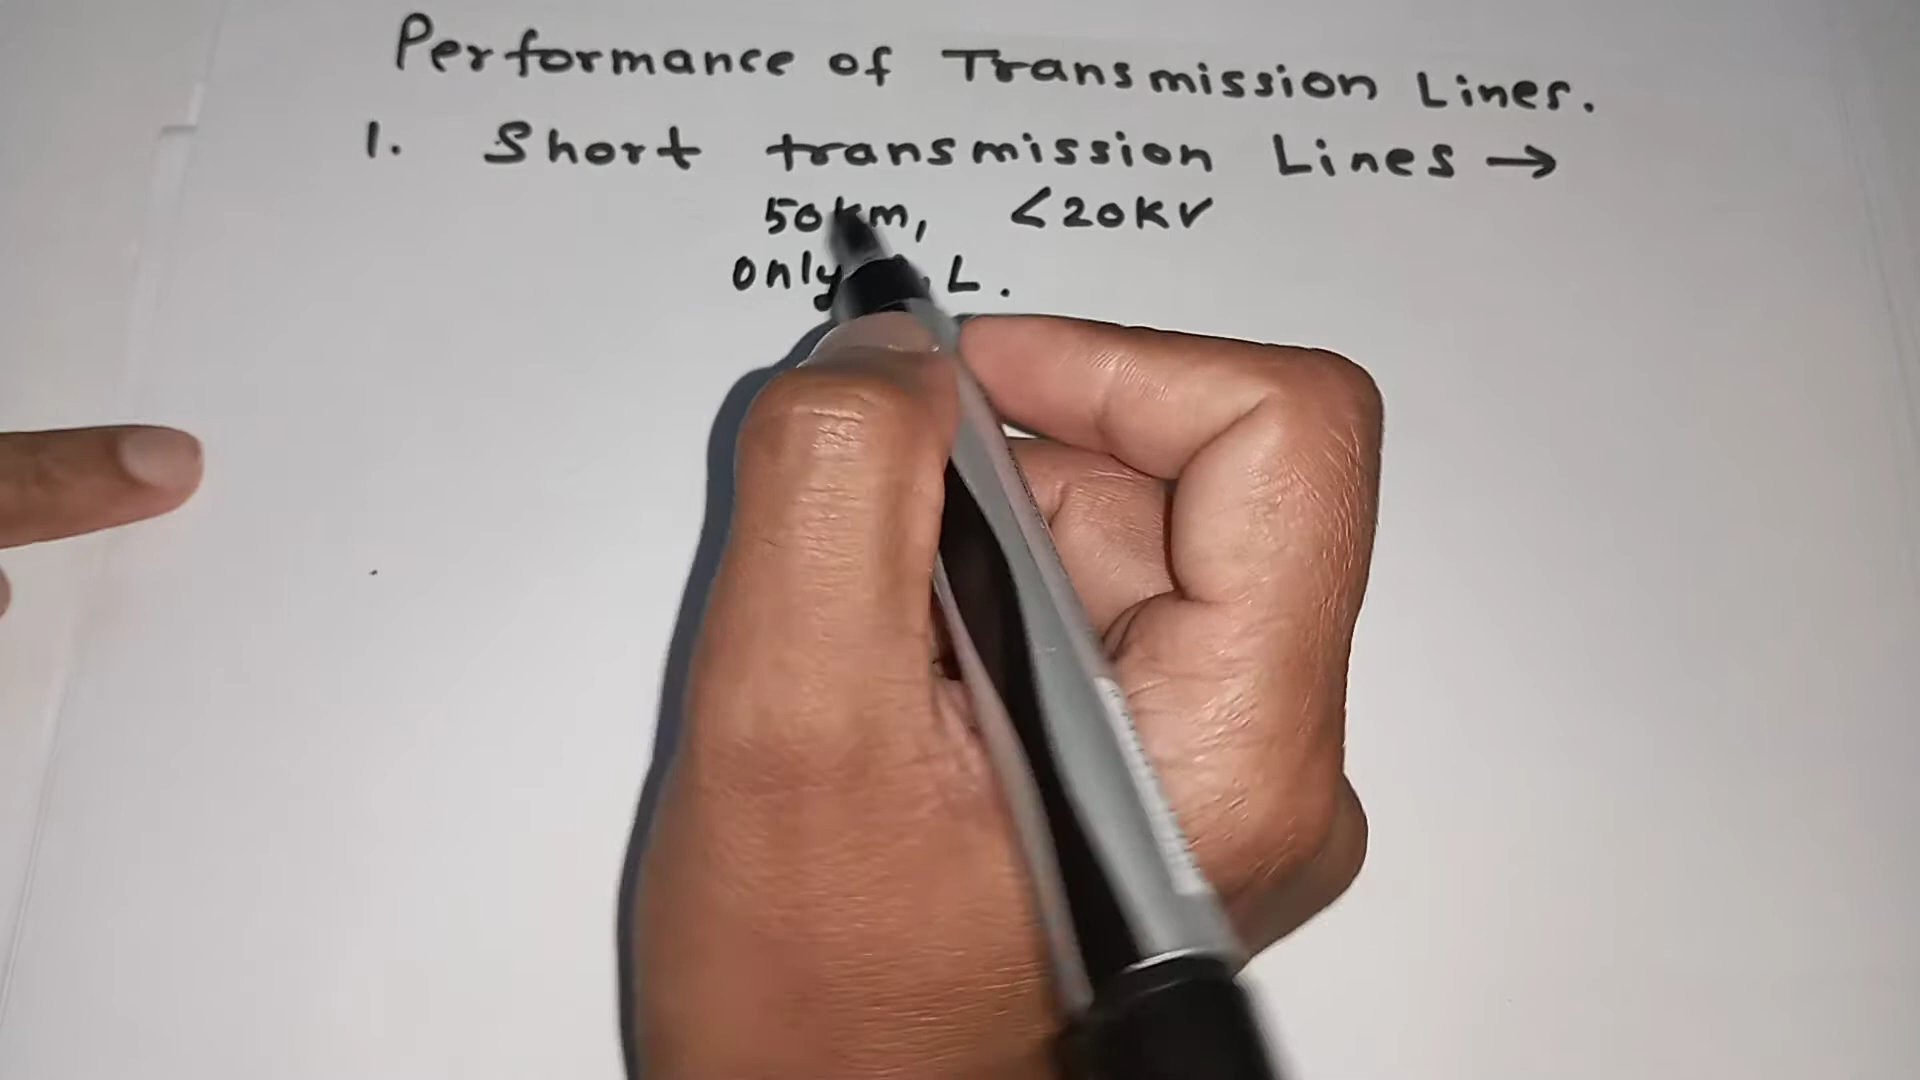 Performance of Transmission Lines.
1. Short transmission Lines →
50km, <20KV
only L.